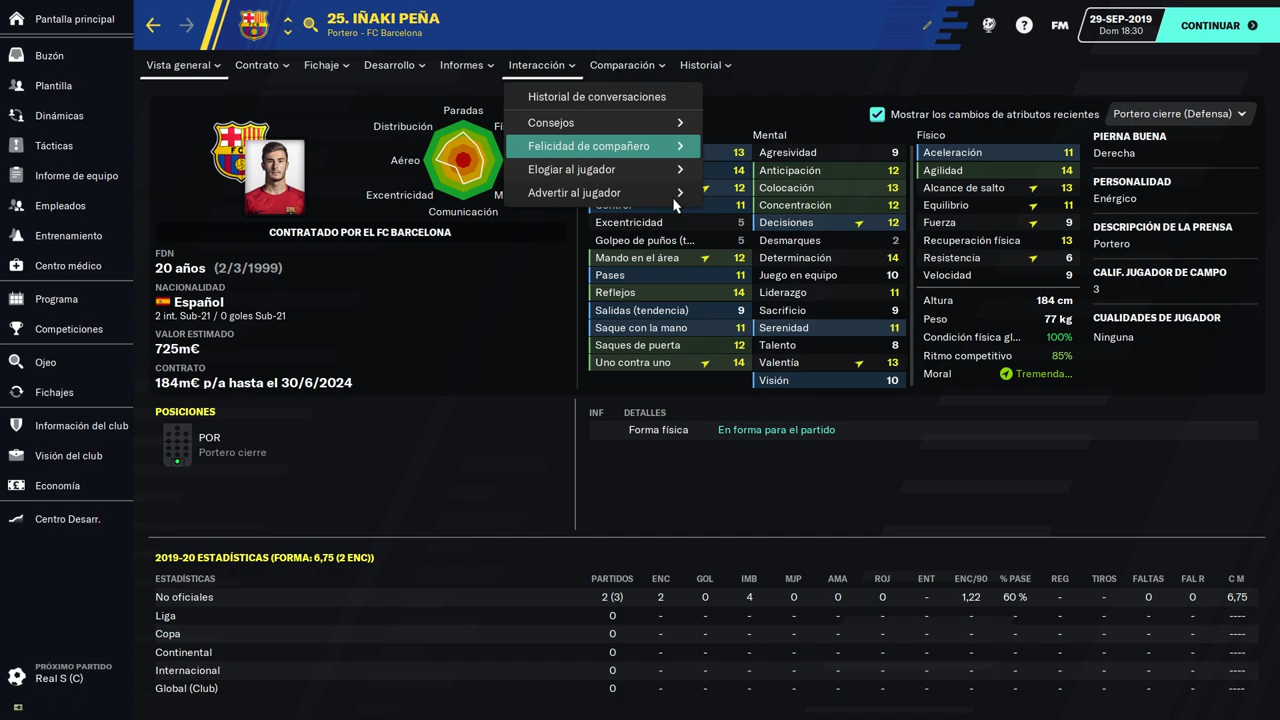 Pantalla principal
25. IÑAKI PEÑA
Portero - FC Barcelona
FM
29-SEP-2019
Dom 18:30
CONTINUAR
Buzón
Plantilla
Dinámicas
Tácticas
Informe de equipo
Empleados
Entrenamiento
Centro médico
Programa
Competiciones
Ojeo
Fichajes
Información del club
Visión del club
Economía
Centro Desarr.
PRÓXIMO PARTIDO
Real S (C)
Vista general
Contrato
Fichaje
Desarrollo
Informes
Interacción
Comparación
Historial
Historial de conversaciones
Consejos
Felicidad de compañero
Elogiar al jugador
Advertir al jugador
Mostrar los cambios de atributos recientes
Portero cierre (Defensa)
Paradas
Distribución
Aéreo
Excentricidad
Comunicación
CONTRATADO POR EL FC BARCELONA
FDN
20 años (2/3/1999)
NACIONALIDAD
Español
2 int. Sub-21 / 0 goles Sub-21
VALOR ESTIMADO
725m€
CONTRATO
184m€ p/a hasta el 30/6/2024
13
14
12
11
Excentricidad 5
Golpeo de puños (t... 5
Mando en el área 12
Pases 11
Reflejos 14
Salidas (tendencia) 9
Saque con la mano 11
Saques de puerta 12
Uno contra uno 14
Mental
Agresividad 9
Anticipación 12
Colocación 13
Concentración 12
Decisiones 12
Desmarques 2
Determinación 14
Juego en equipo 10
Liderazgo 11
Sacrificio 9
Serenidad 11
Talento 8
Valentía 13
Visión 10
Físico
Aceleración 11
Agilidad 14
Alcance de salto 13
Equilibrio 11
Fuerza 9
Recuperación física 13
Resistencia 6
Velocidad 9
Altura 184 cm
Peso 77 kg
Condición física gl... 100%
Ritmo competitivo 85%
Moral Tremenda...
PIERNA BUENA
Derecha
PERSONALIDAD
Enérgico
DESCRIPCIÓN DE LA PRENSA
Portero
CALIF. JUGADOR DE CAMPO
3
CUALIDADES DE JUGADOR
Ninguna
POSICIONES
POR
Portero cierre
INF DETALLES
Forma física En forma para el partido
2019-20 ESTADÍSTICAS (FORMA: 6,75 (2 ENC))
ESTADÍSTICAS PARTIDOS ENC GOL IMB MJP AMA ROJ ENT ENC/90 % PASE REG TIROS FALTAS FAL R C M
No oficiales 2 (3) 2 0 4 0 0 0 - 1,22 60 % - - 0 0 6,75
Liga 0 - - - - - - - - - - - - - ----
Copa 0 - - - - - - - - - - - - - ----
Continental 0 - - - - - - - - - - - - - ----
Internacional 0 - - - - - - - - - - - - - ----
Global (Club) 0 - - - - - - - - - - - - - ----